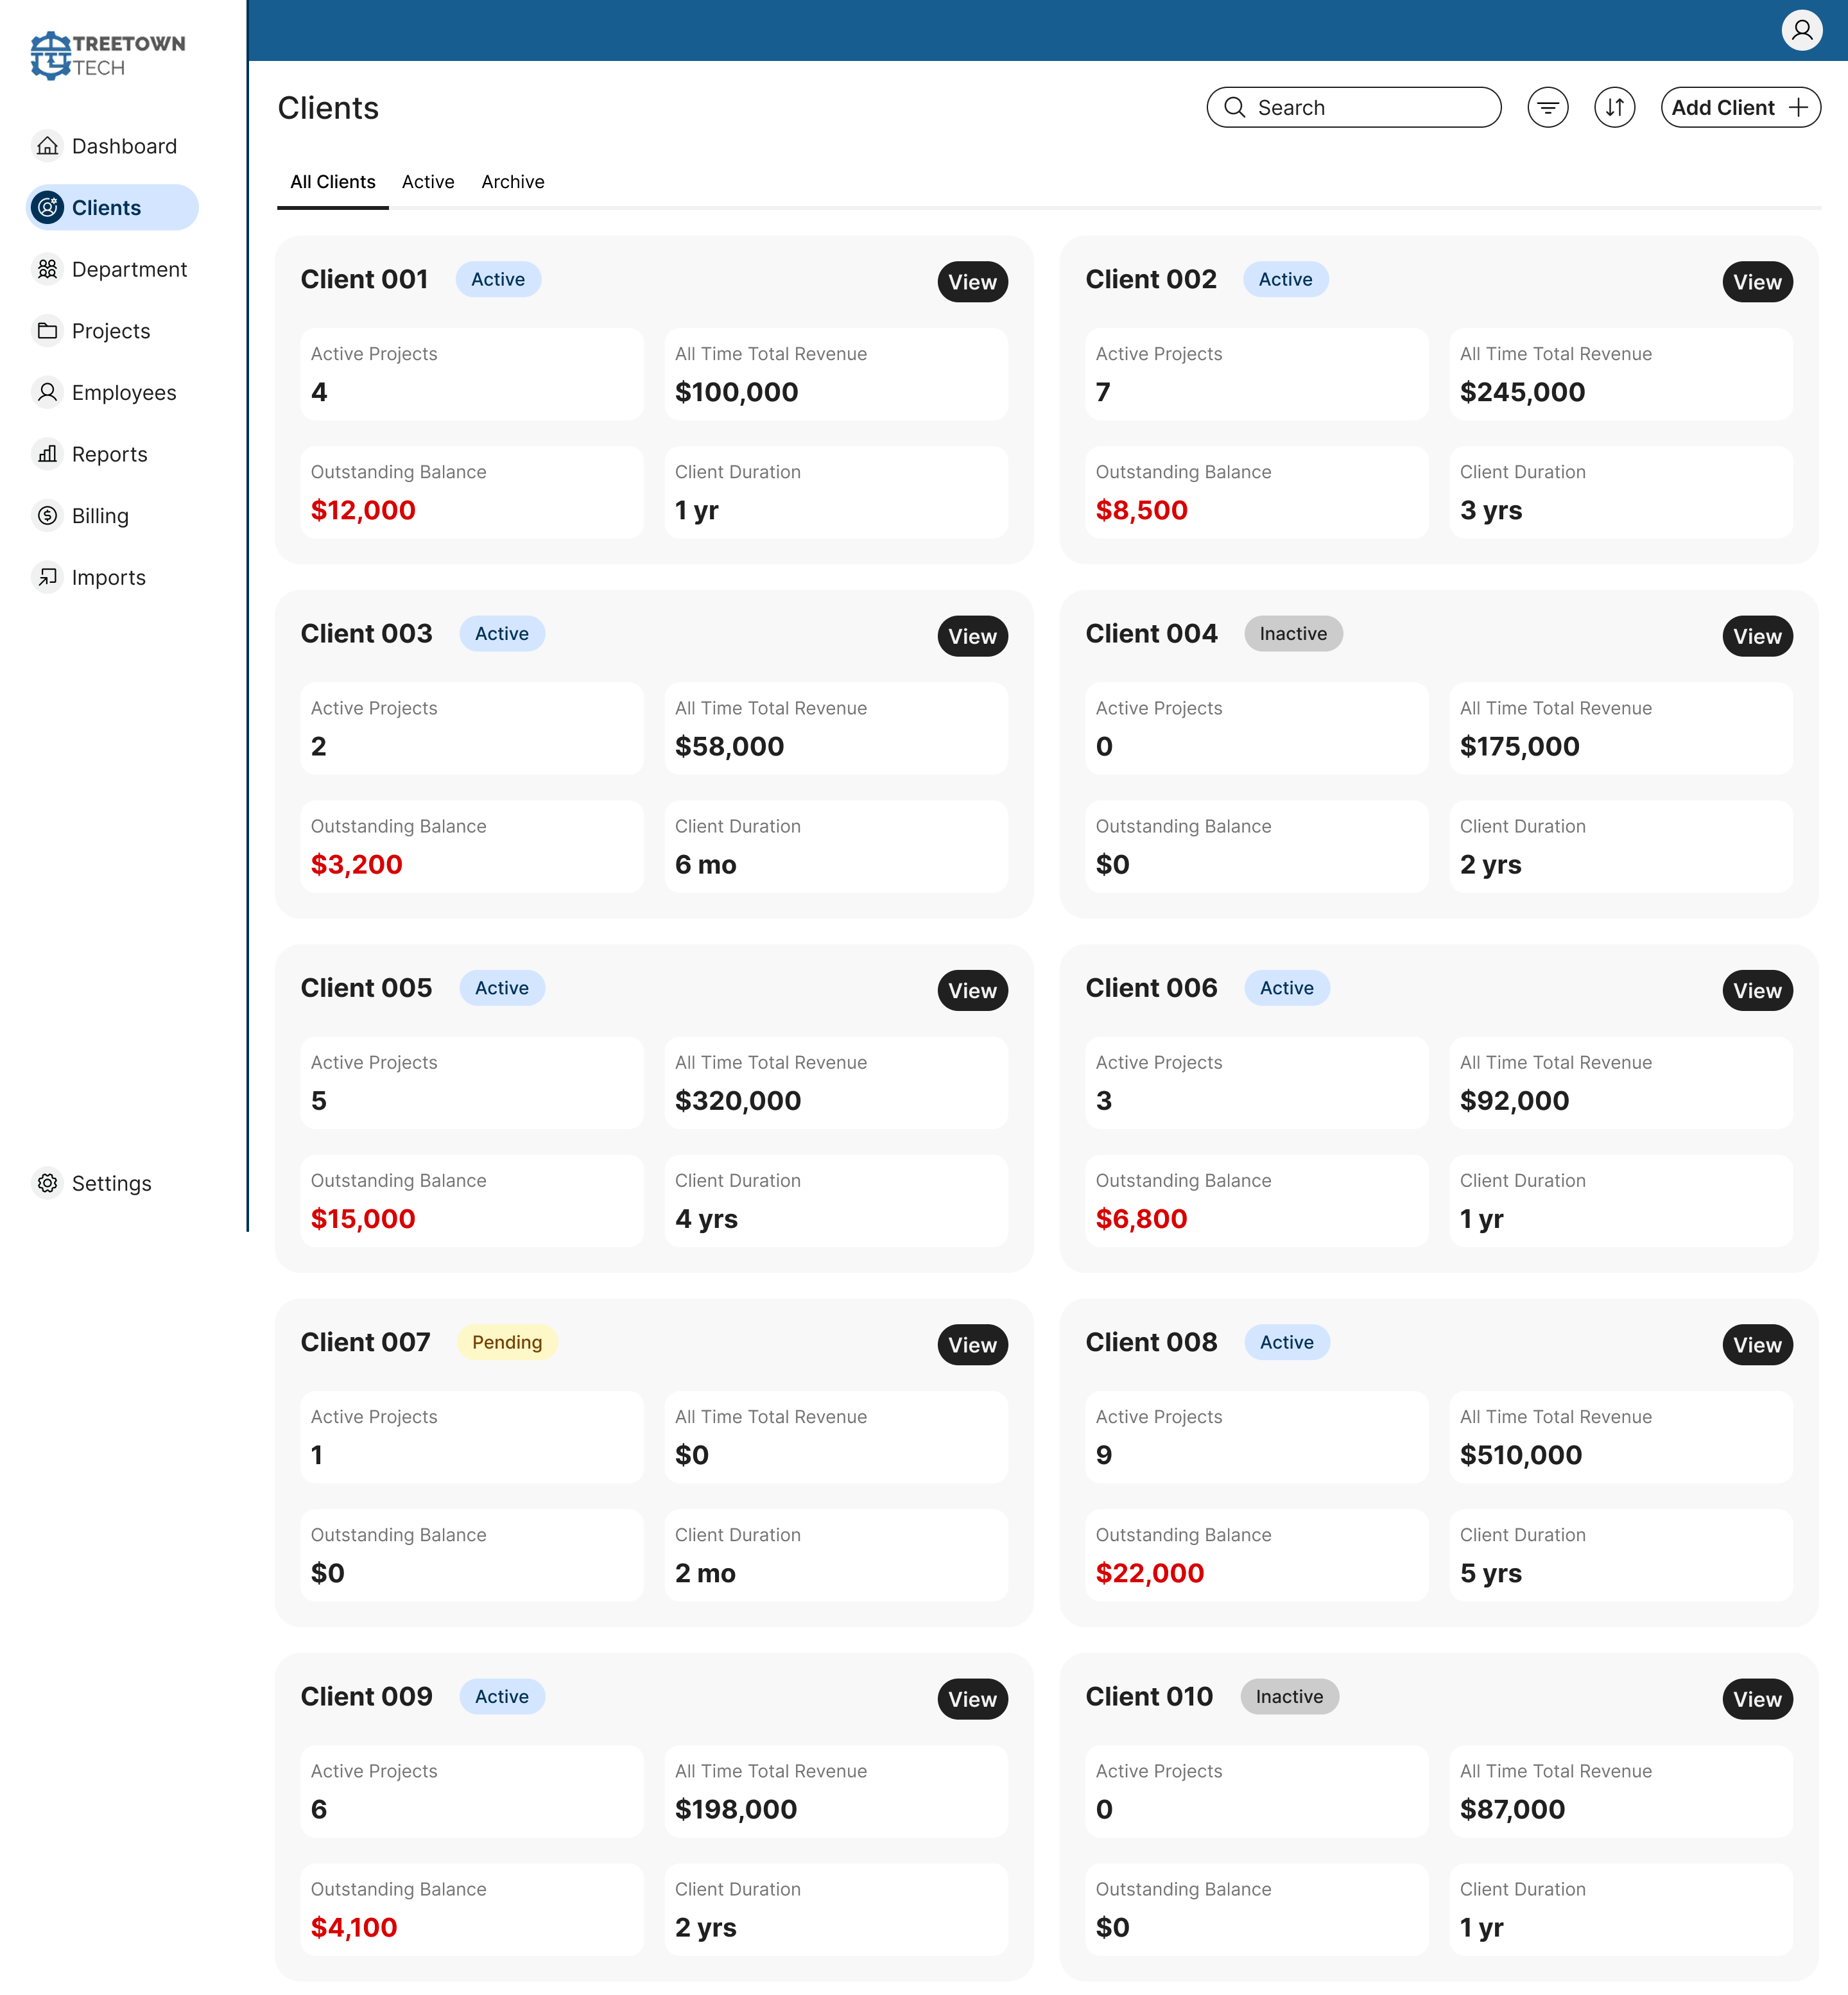 TREETOWN
TECH
Dashboard
Clients
Department
Projects
Employees
Reports
Billing
Imports
Settings
Clients
Search
Add Client
All Clients Active Archive
Client 001 Active View
Active Projects
4
All Time Total Revenue
$100,000
Outstanding Balance
$12,000
Client Duration
1 yr
Client 002 Active View
Active Projects
7
All Time Total Revenue
$245,000
Outstanding Balance
$8,500
Client Duration
3 yrs
Client 003 Active View
Active Projects
2
All Time Total Revenue
$58,000
Outstanding Balance
$3,200
Client Duration
6 mo
Client 004 Inactive View
Active Projects
0
All Time Total Revenue
$175,000
Outstanding Balance
$0
Client Duration
2 yrs
Client 005 Active View
Active Projects
5
All Time Total Revenue
$320,000
Outstanding Balance
$15,000
Client Duration
4 yrs
Client 006 Active View
Active Projects
3
All Time Total Revenue
$92,000
Outstanding Balance
$6,800
Client Duration
1 yr
Client 007 Pending View
Active Projects
1
All Time Total Revenue
$0
Outstanding Balance
$0
Client Duration
2 mo
Client 008 Active View
Active Projects
9
All Time Total Revenue
$510,000
Outstanding Balance
$22,000
Client Duration
5 yrs
Client 009 Active View
Active Projects
6
All Time Total Revenue
$198,000
Outstanding Balance
$4,100
Client Duration
2 yrs
Client 010 Inactive View
Active Projects
0
All Time Total Revenue
$87,000
Outstanding Balance
$0
Client Duration
1 yr